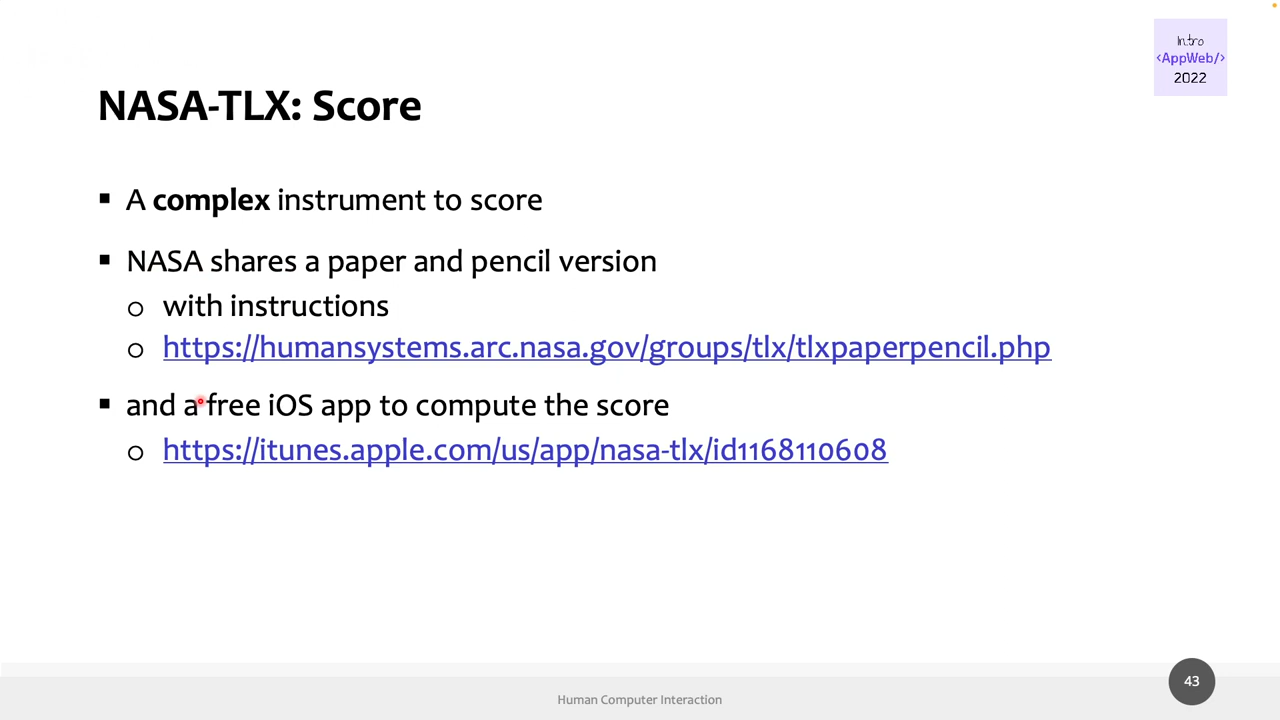 Intro
<AppWeb/>
2022
NASA-TLX: Score
▪ A complex instrument to score
▪ NASA shares a paper and pencil version
o with instructions
o https://humansystems.arc.nasa.gov/groups/tlx/tlxpaperpencil.php
▪ and a free iOS app to compute the score
o https://itunes.apple.com/us/app/nasa-tlx/id1168110608
Human Computer Interaction
43